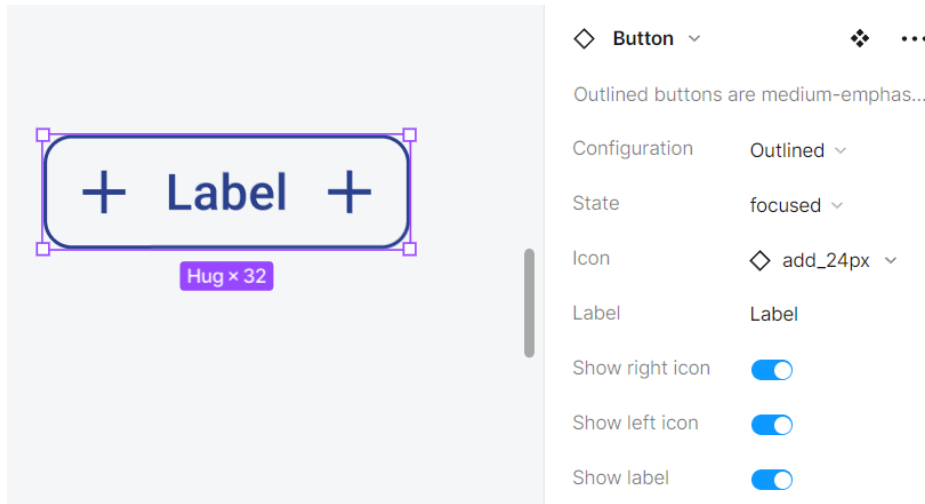 Label
Hug × 32
Button
Outlined buttons are medium-emphas...
Configuration Outlined
State focused
Icon add_24px
Label Label
Show right icon
Show left icon
Show label